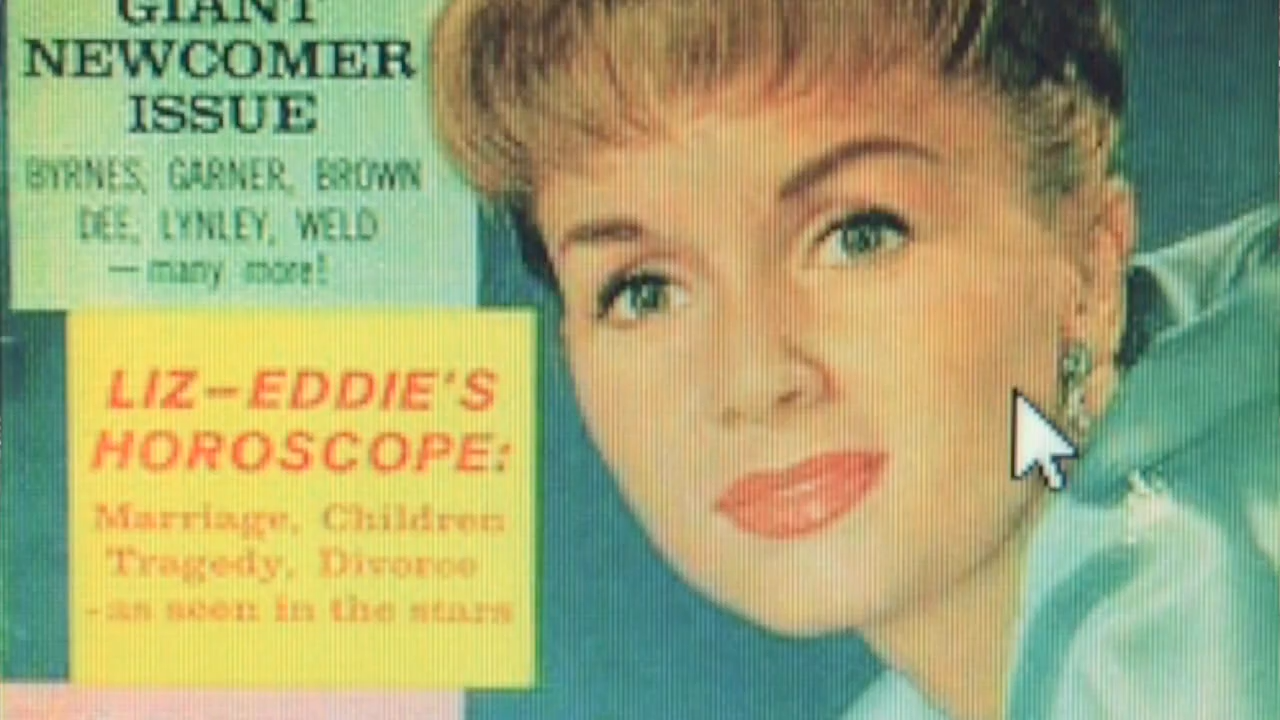 GIANT
NEWCOMER
ISSUE
BYRNES, GARNER, BROWN
DEE, LYNLEY, WELD
—many more!
LIZ—EDDIE'S
HOROSCOPE:
Marriage, Children
Tragedy, Divorce
-as seen in the stars